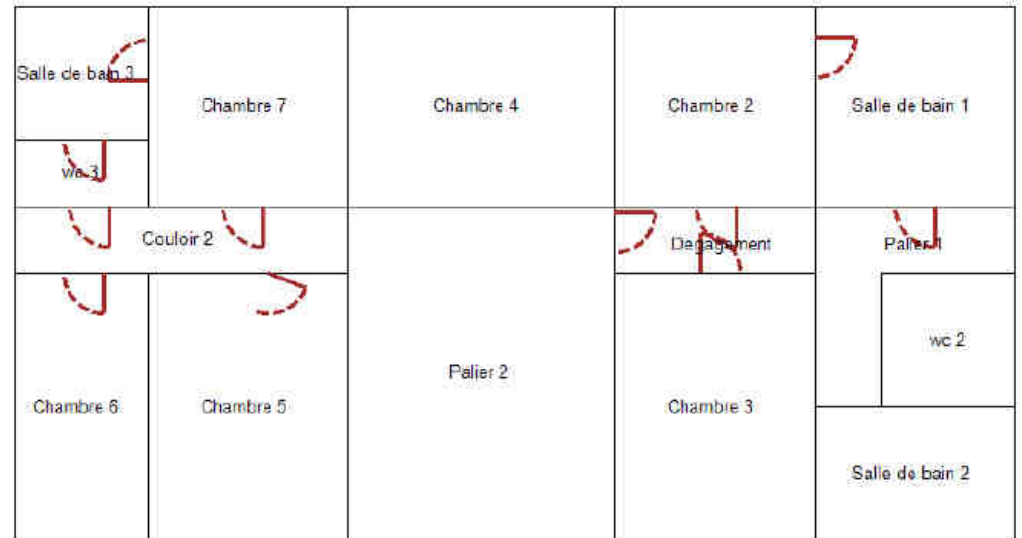 Salle de bain 3
Chambre 7
Chambre 4
Chambre 2
Salle de bain 1
wc 3
Couloir 2
Degagement
Palier 1
wc 2
Palier 2
Chambre 6
Chambre 5
Chambre 3
Salle de bain 2